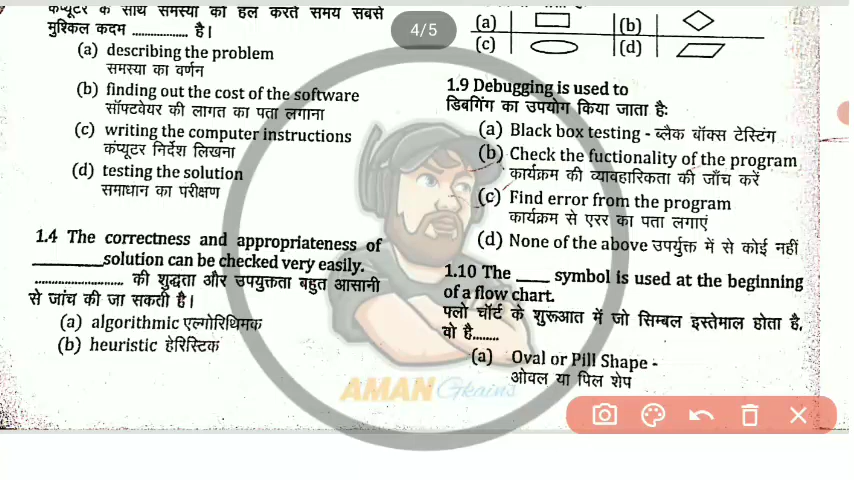 कंप्यूटर के साथ समस्या को हल करते समय सबसे
मुश्किल कदम .................. है।
(a) describing the problem
समस्या का वर्णन
(b) finding out the cost of the software
सॉफ्टवेयर की लागत का पता लगाना
(c) writing the computer instructions
कंप्यूटर निर्देश लिखना
(d) testing the solution
समाधान का परीक्षण
1.4 The correctness and appropriateness of
________solution can be checked very easily.
.......................... की शुद्धता और उपयुक्तता बहुत आसानी
से जांच की जा सकती है।
(a) algorithmic एल्गोरिथिमक
(b) heuristic हेरिस्टिक
4/5
(a) (b)
(c) (d)
1.9 Debugging is used to
डिबगिंग का उपयोग किया जाता हैः
(a) Black box testing - ब्लैक बॉक्स टेस्टिंग
(b) Check the fuctionality of the program
कार्यक्रम की व्यावहारिकता की जाँच करें
(c) Find error from the program
कार्यक्रम से एरर का पता लगाएं
(d) None of the above उपर्युक्त में से कोई नहीं
1.10 The ____ symbol is used at the beginning
of a flow chart.
फ्लो चॉर्ट के शुरूआत में जो सिम्बल इस्तेमाल होता है,
वो है........
(a) Oval or Pill Shape -
ओवल या पिल शेप
AMAN Gkains